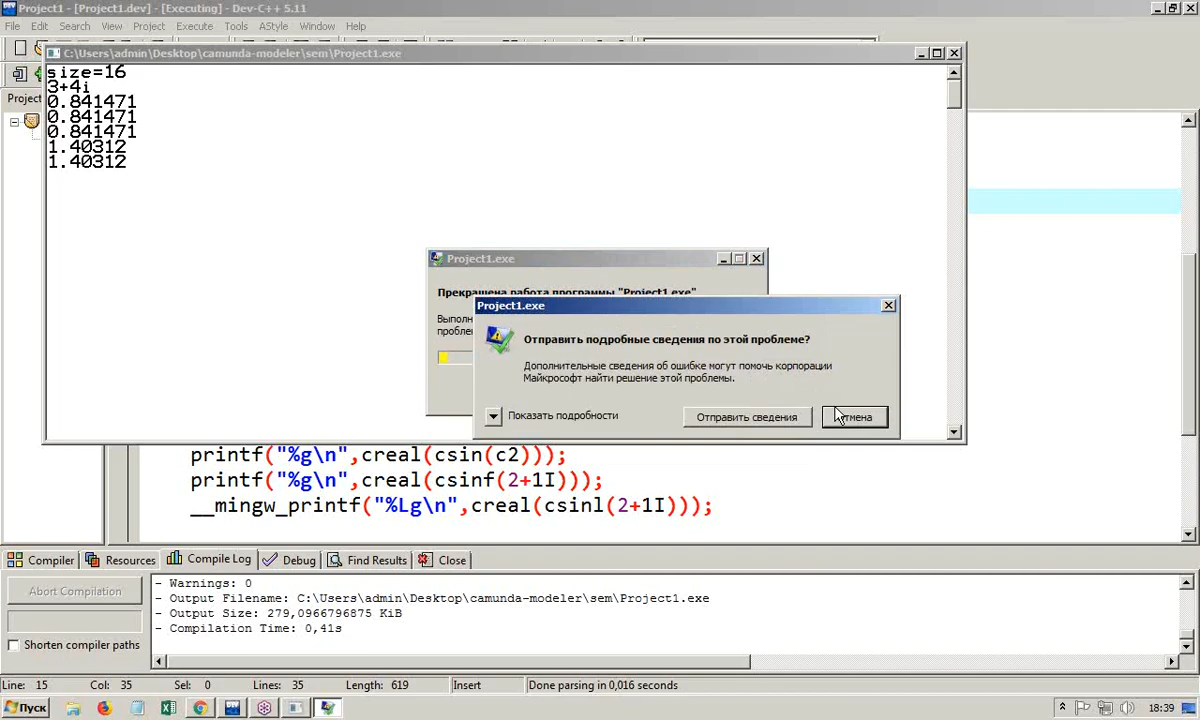 Project1 - [Project1.dev] - [Executing] - Dev-C++ 5.11
File Edit Search View Project Execute Tools AStyle Window Help
C:\Users\admin\Desktop\camunda-modeler\sem\Project1.exe
size=16
3+4i
0.841471
0.841471
0.841471
1.40312
1.40312
Project
Project1.exe
Прекращена работа программы "Project1.exe"
Выполн
пробле
Project1.exe
Отправить подробные сведения по этой проблеме?
Дополнительные сведения об ошибке могут помочь корпорации
Майкрософт найти решение этой проблемы.
Показать подробности
Отправить сведения
printf("%g\n",creal(csin(c2)));
printf("%g\n",creal(csinf(2+1I)));
__mingw_printf("%Lg\n",creal(csinl(2+1I)));
Compiler Resources Compile Log Debug Find Results Close
Abort Compilation
Shorten compiler paths
- Warnings: 0
- Output Filename: C:\Users\admin\Desktop\camunda-modeler\sem\Project1.exe
- Output Size: 279,0966796875 KiB
- Compilation Time: 0,41s
Line: 15 Col: 35 Sel: 0 Lines: 35 Length: 619 Insert Done parsing in 0,016 seconds
Пуск
18:39